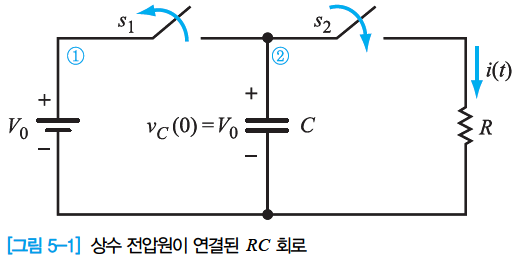 s₁
s₂
①
②
i(t)
+
V₀
−
+
v_C(0)=V₀
C
−
R
[그림 5-1] 상수 전압원이 연결된 RC 회로